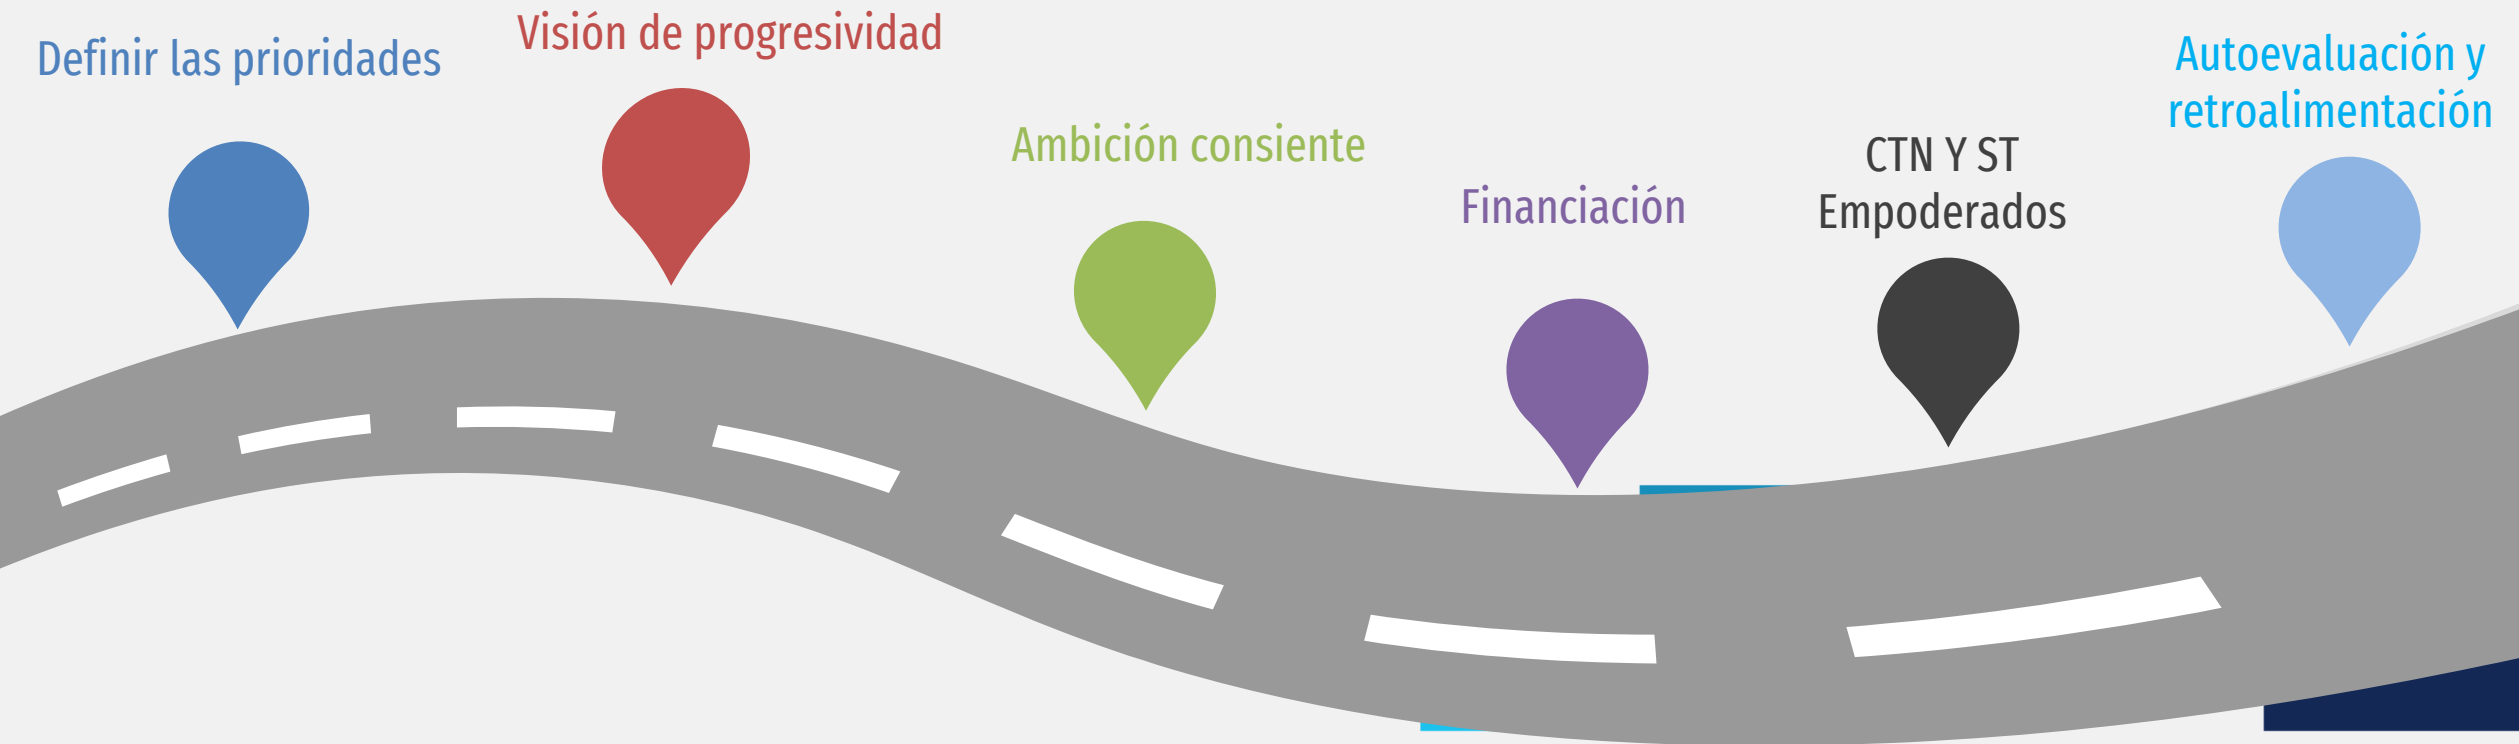 Definir las prioridades
Visión de progresividad
Ambición consiente
Financiación
CTN Y ST
Empoderados
Autoevaluación y
retroalimentación